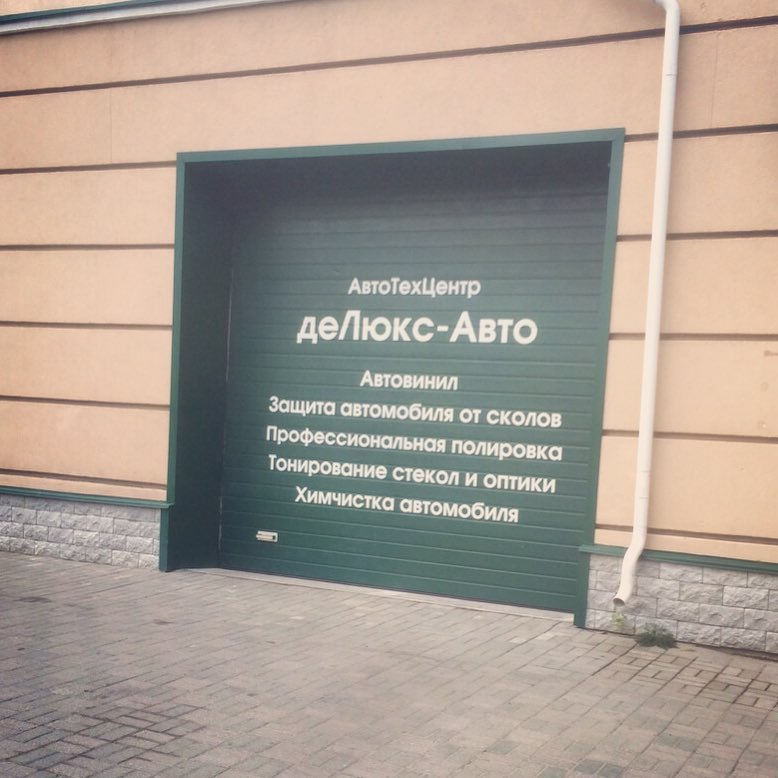 АвтоТехЦентр
деЛюкс-Авто
Автовинил
Защита автомобиля от сколов
Профессиональная полировка
Тонирование стекол и оптики
Химчистка автомобиля